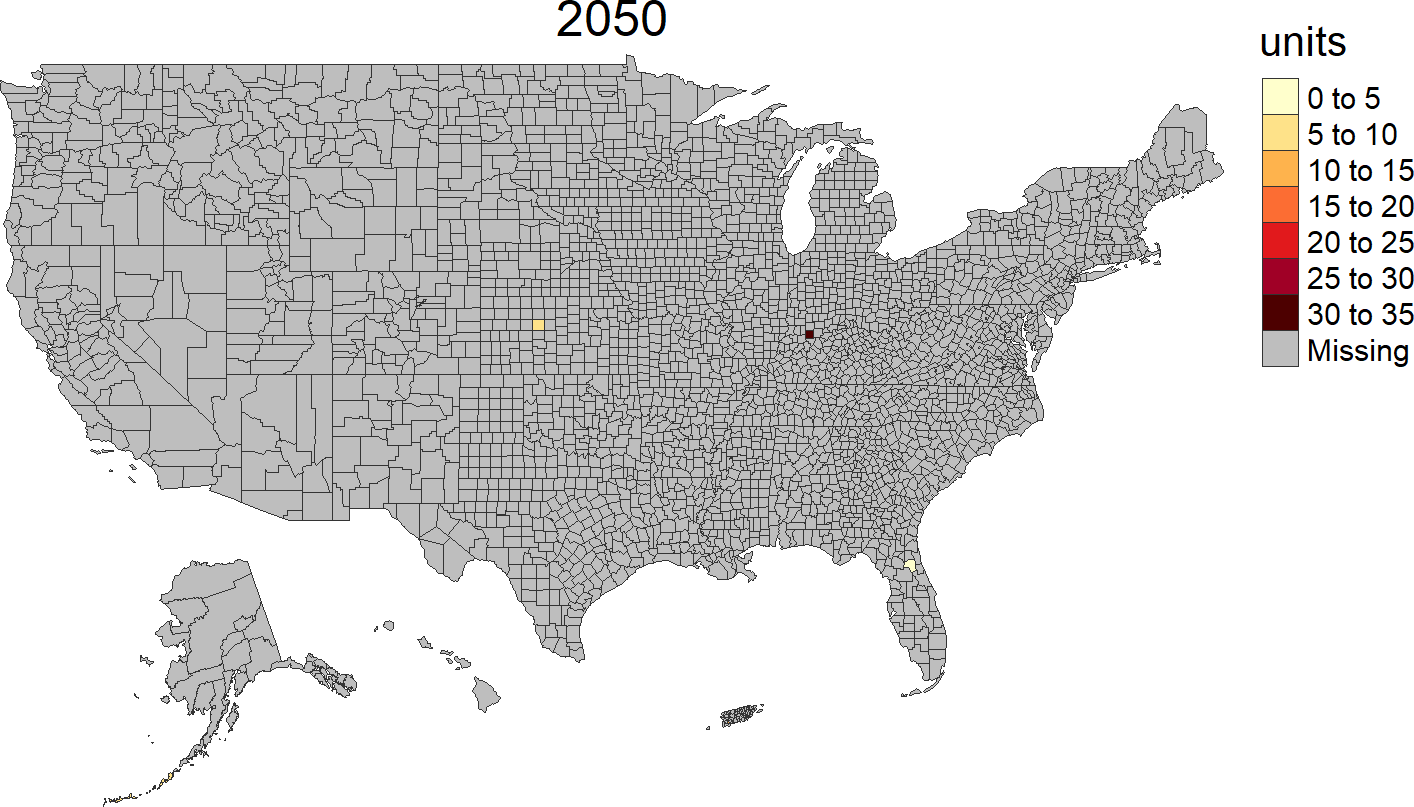 2050
units
0 to 5
5 to 10
10 to 15
15 to 20
20 to 25
25 to 30
30 to 35
Missing